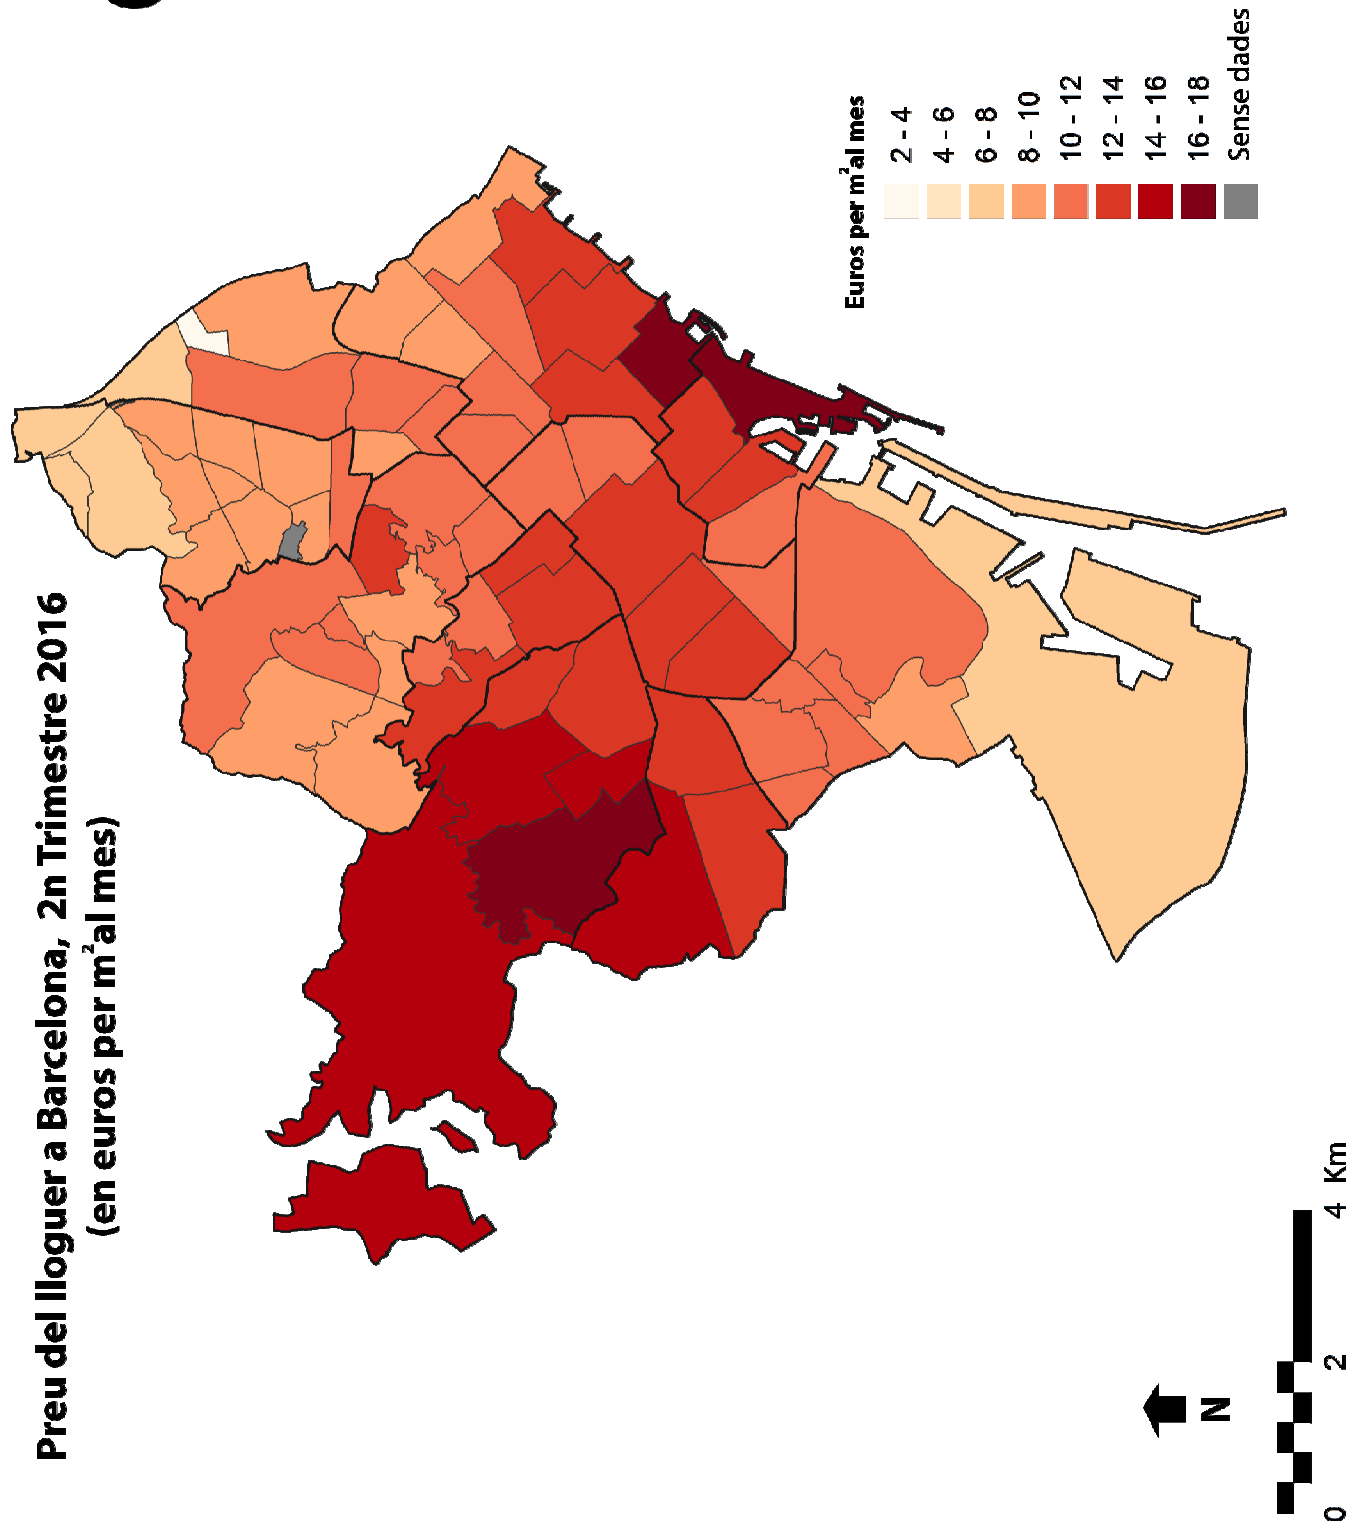 Preu del lloguer a Barcelona, 2n Trimestre 2016
(en euros per m²al mes)
Euros per m²al mes
2 - 4
4 - 6
6 - 8
8 - 10
10 - 12
12 - 14
14 - 16
16 - 18
Sense dades
N
0 2 4 Km